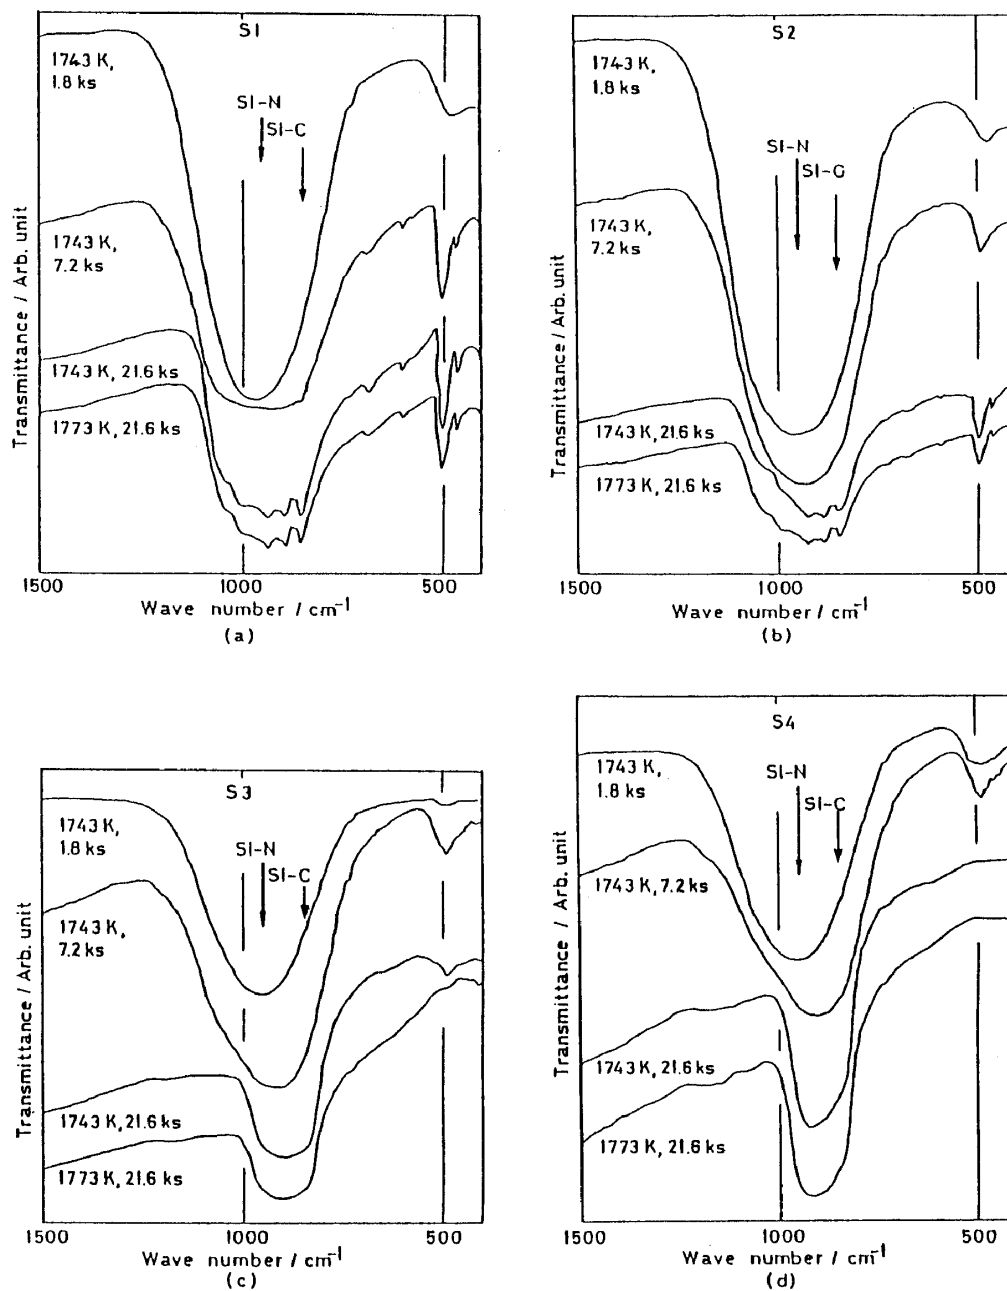 S1
1743 K,
1.8 ks
SI-N
SI-C
1743 K,
7.2 ks
1743 K, 21.6 ks
1773 K, 21.6 ks
Transmittance / Arb. unit
1500 1000 500
Wave number / cm⁻¹
(a)
S2
1743 K,
1.8 ks
SI-N
SI-G
1743 K,
7.2 ks
1743 K, 21.6 ks
1773 K, 21.6 ks
Transmittance / Arb. unit
1500 1000 500
Wave number / cm⁻¹
(b)
S3
1743 K,
1.8 ks
SI-N
SI-C
1743 K,
7.2 ks
1743 K, 21.6 ks
1773 K, 21.6 ks
Transmittance / Arb. unit
1500 1000 500
Wave number / cm⁻¹
(c)
S4
1743 K,
1.8 ks
SI-N
SI-C
1743 K, 7.2 ks
1743 K, 21.6 ks
1773 K, 21.6 ks
Transmittance / Arb. unit
1500 1000 500
Wave number / cm⁻¹
(d)